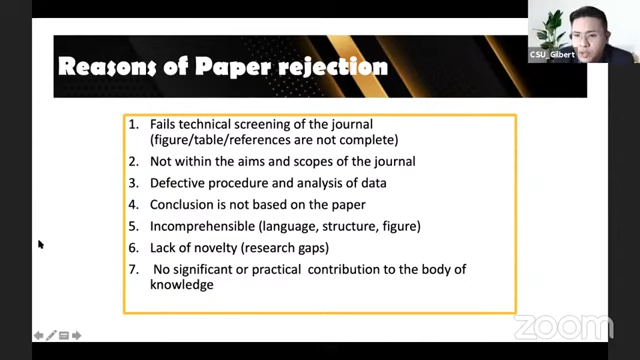 CSU_Gilbert
Reasons of Paper rejection
1. Fails technical screening of the journal
(figure/table/references are not complete)
2. Not within the aims and scopes of the journal
3. Defective procedure and analysis of data
4. Conclusion is not based on the paper
5. Incomprehensible (language, structure, figure)
6. Lack of novelty (research gaps)
7. No significant or practical contribution to the body of
knowledge
zoom